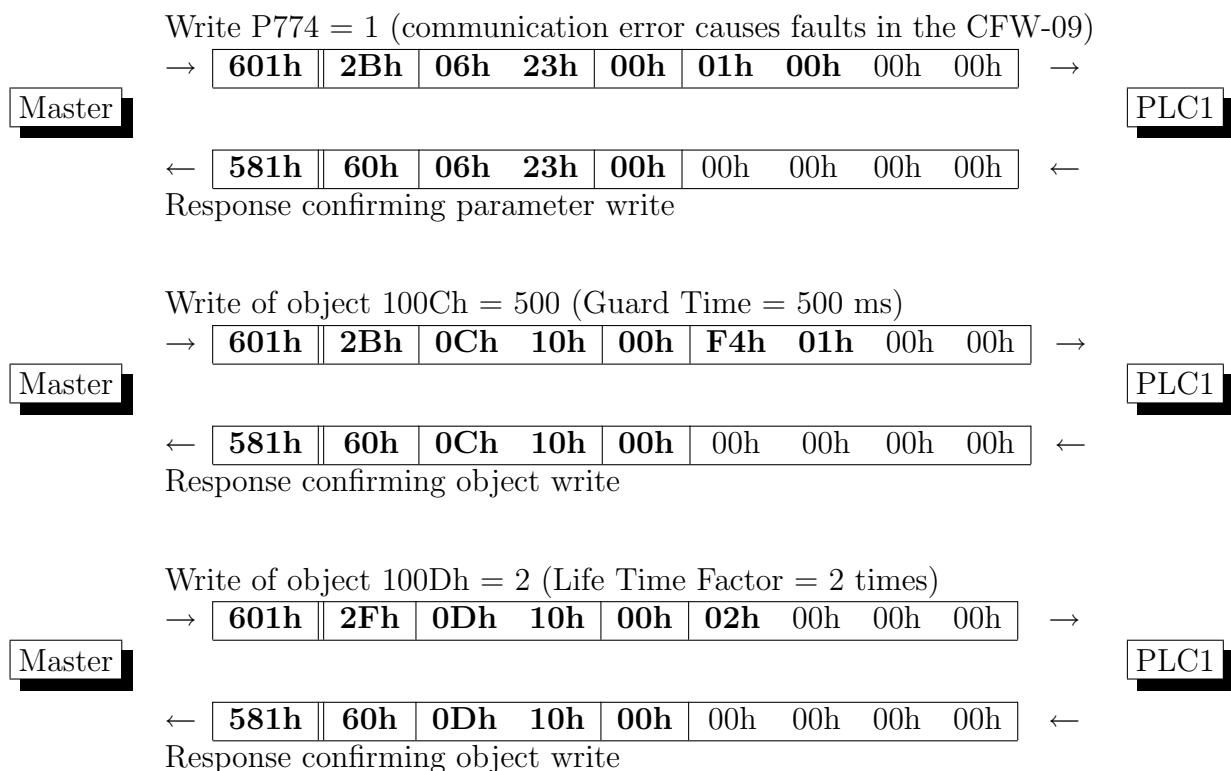 Write P774 = 1 (communication error causes faults in the CFW-09)
→ 601h 2Bh 06h 23h 00h 01h 00h 00h 00h →
Master PLC1
← 581h 60h 06h 23h 00h 00h 00h 00h 00h ←
Response confirming parameter write
Write of object 100Ch = 500 (Guard Time = 500 ms)
→ 601h 2Bh 0Ch 10h 00h F4h 01h 00h 00h →
Master PLC1
← 581h 60h 0Ch 10h 00h 00h 00h 00h 00h ←
Response confirming object write
Write of object 100Dh = 2 (Life Time Factor = 2 times)
→ 601h 2Fh 0Dh 10h 00h 02h 00h 00h 00h →
Master PLC1
← 581h 60h 0Dh 10h 00h 00h 00h 00h 00h ←
Response confirming object write